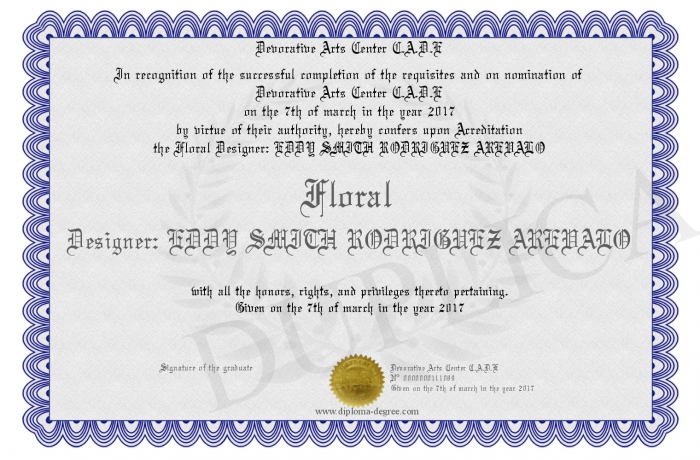 Devorative Arts Center C.A.D.E
In recognition of the successful completion of the requisites and on nomination of
Devorative Arts Center C.A.D.E
on the 7th of march in the year 2017
by virtue of their authority, hereby confers upon Acreditation
the Floral Designer: EDDY SMITH RODRIGUEZ AREVALO
Floral
Designer: EDDY SMITH RODRIGUEZ AREVALO
with all the honors, rights, and privileges thereto pertaining.
Given on the 7th of march in the year 2017
DUPLICA
Signature of the graduate
Devorative Arts Center C.A.D.E
Nº
Given on the 7th of march in the year 2017
www.diploma-degree.com